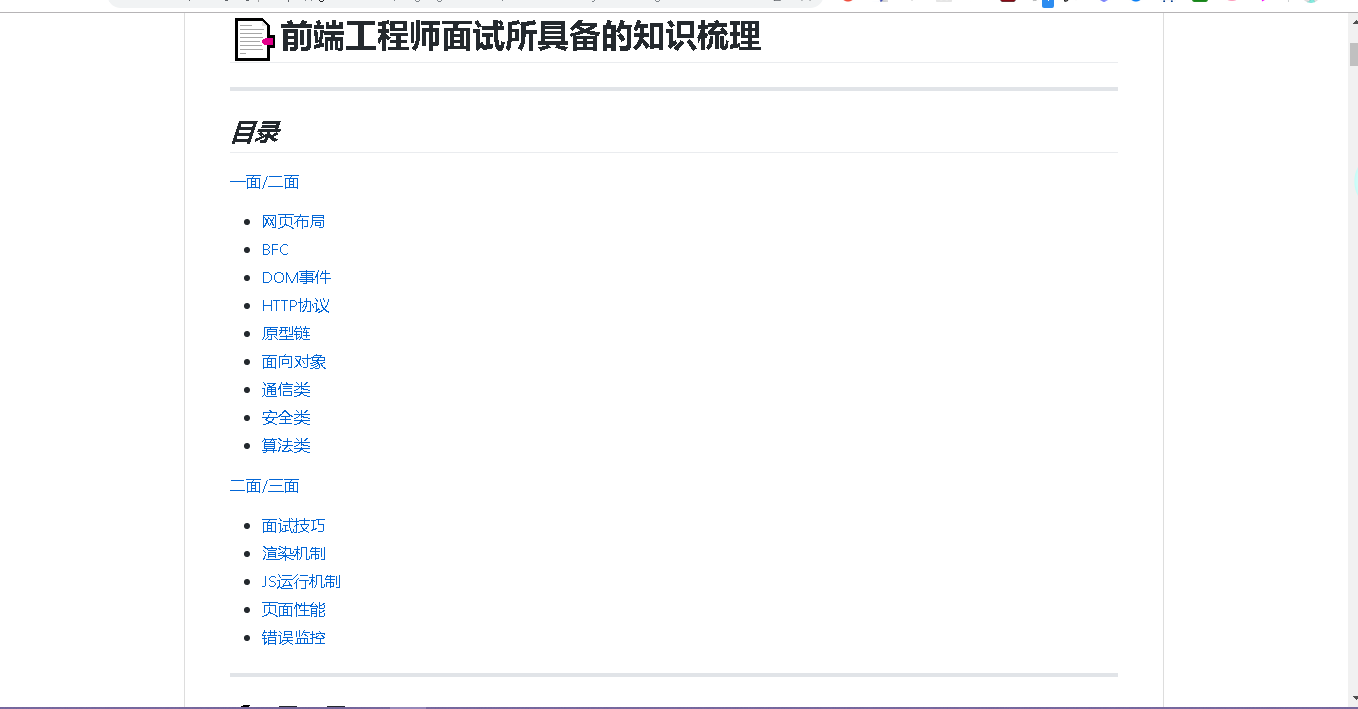 前端工程师面试所具备的知识梳理
目录
一面/二面
网页布局
BFC
DOM事件
HTTP协议
原型链
面向对象
通信类
安全类
算法类
二面/三面
面试技巧
渲染机制
JS运行机制
页面性能
错误监控